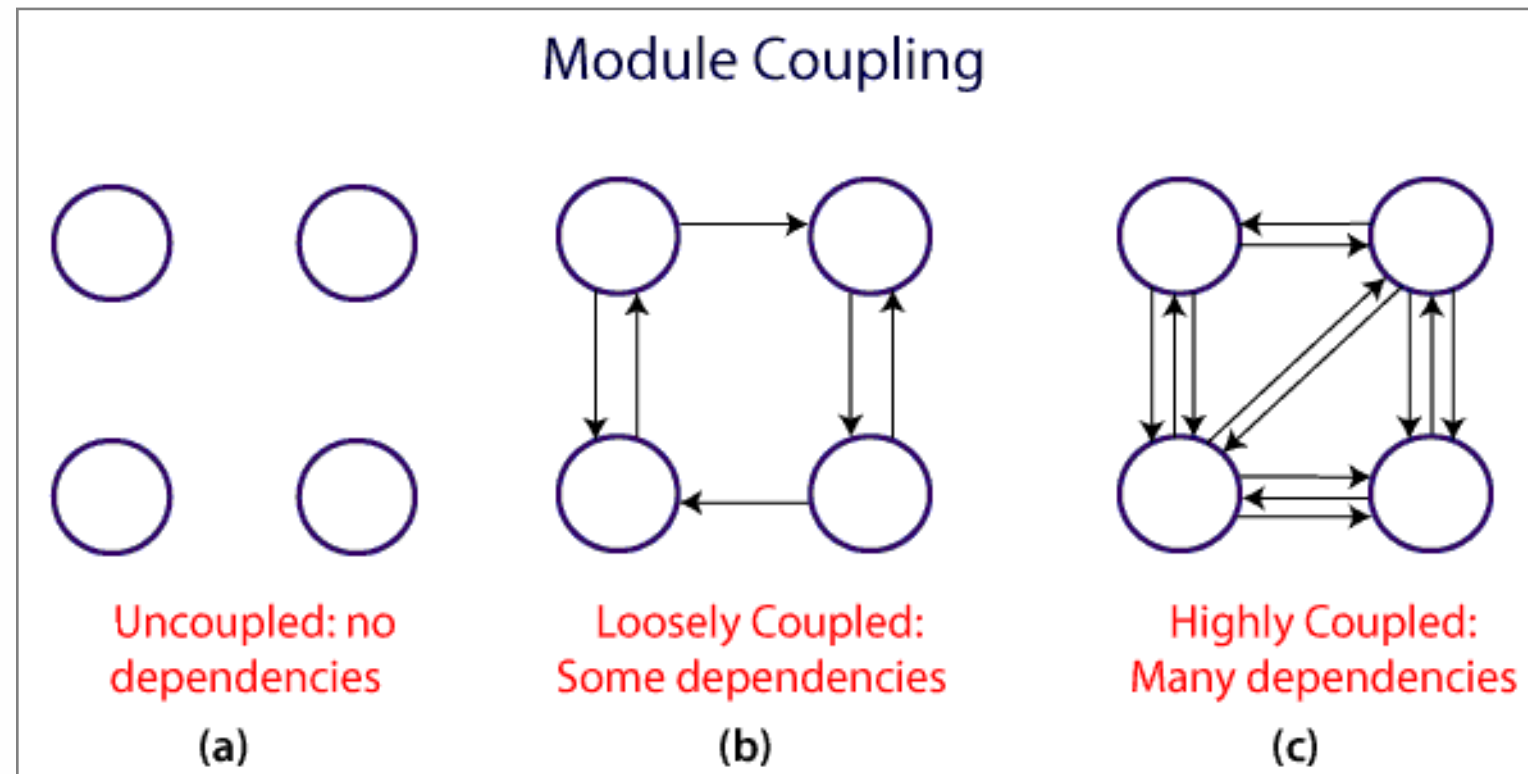 Module Coupling
Uncoupled: no
dependencies
(a)
Loosely Coupled:
Some dependencies
(b)
Highly Coupled:
Many dependencies
(c)